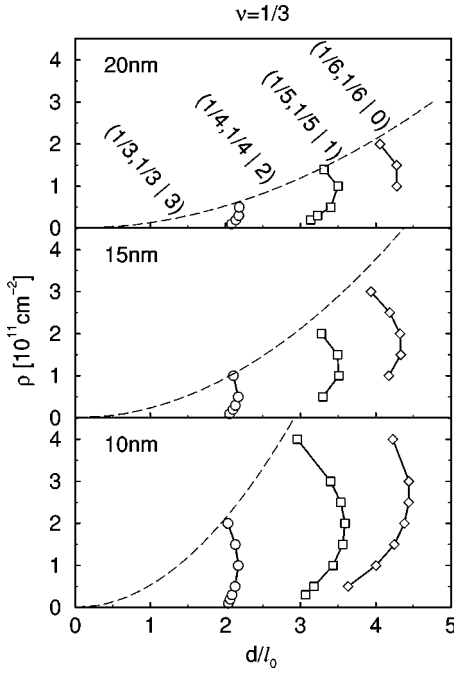 ν=1/3
20nm
(1/3,1/3 | 3)
(1/4,1/4 | 2)
(1/5,1/5 | 1)
(1/6,1/6 | 0)
4
3
2
1
0
15nm
4
3
2
1
0
10nm
4
3
2
1
0
ρ [10¹¹cm⁻²]
0 1 2 3 4 5
d/l₀